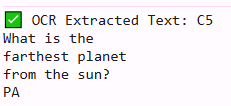 ✅ OCR Extracted Text: C5
What is the
farthest planet
from the sun?
PA